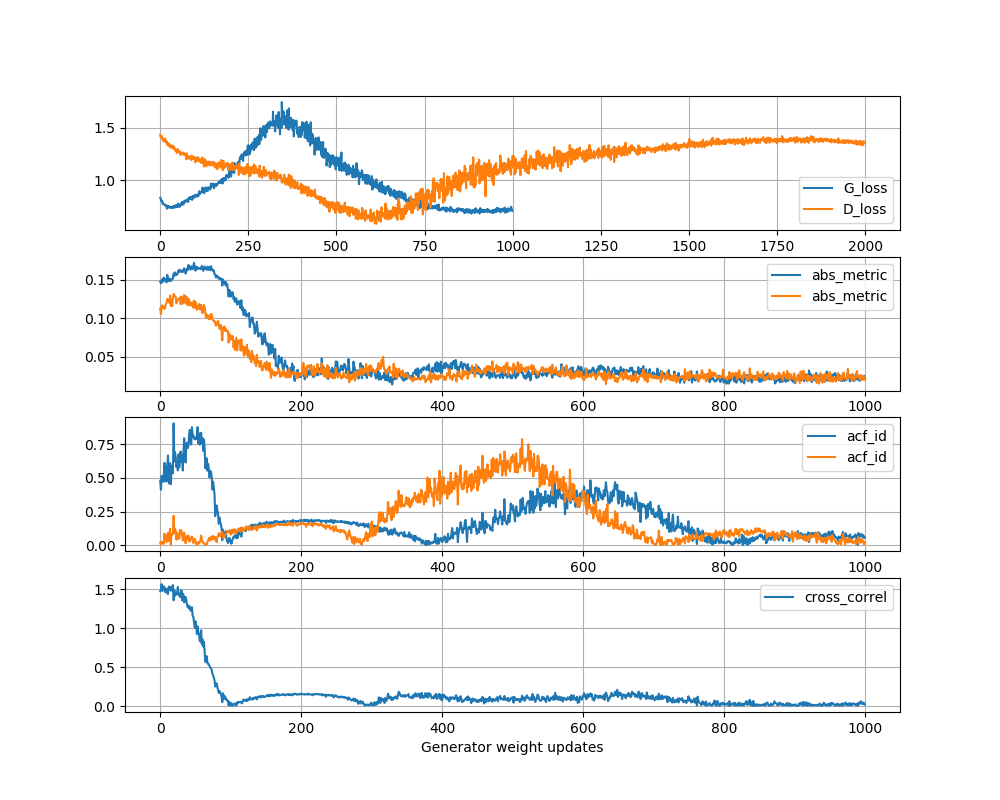 1.5
1.0
G_loss
D_loss
0 250 500 750 1000 1250 1500 1750 2000
0.15
0.10
0.05
abs_metric
abs_metric
0 200 400 600 800 1000
0.75
0.50
0.25
0.00
acf_id
acf_id
0 200 400 600 800 1000
1.5
1.0
0.5
0.0
cross_correl
0 200 400 600 800 1000
Generator weight updates